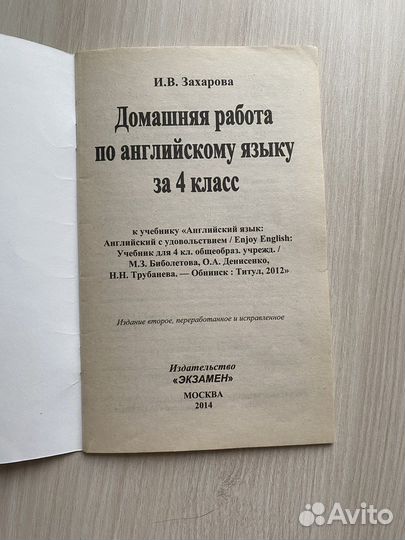 И.В. Захарова
Домашняя работа
по английскому языку
за 4 класс
к учебнику «Английский язык:
Английский с удовольствием / Enjoy English:
Учебник для 4 кл. общеобраз. учрежд. /
М.З. Биболетова, О.А. Денисенко,
Н.Н. Трубанева. — Обнинск : Титул, 2012»
Издание второе, переработанное и исправленное
Издательство
«ЭКЗАМЕН»
МОСКВА
2014
Avito